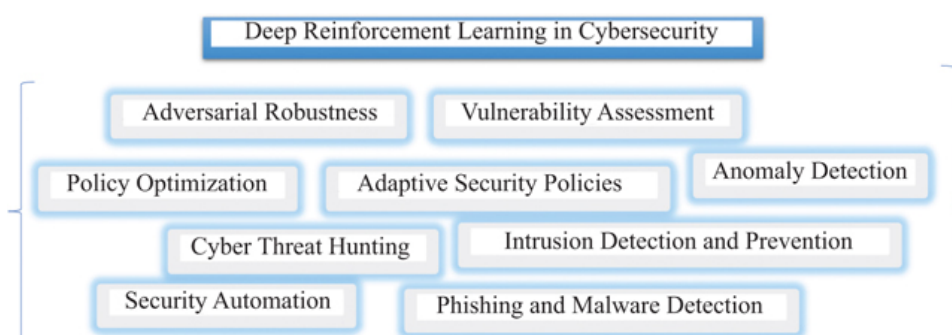 Deep Reinforcement Learning in Cybersecurity
Adversarial Robustness
Vulnerability Assessment
Anomaly Detection
Policy Optimization
Adaptive Security Policies
Cyber Threat Hunting
Intrusion Detection and Prevention
Security Automation
Phishing and Malware Detection